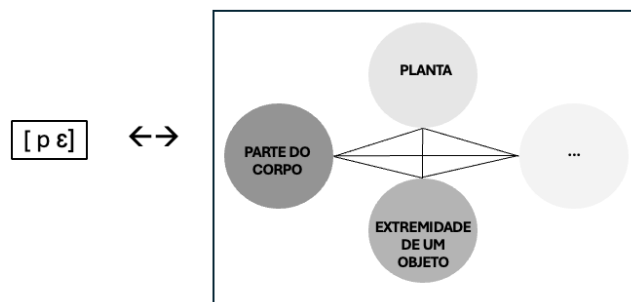 PLANTA
[ p ɛ]
←→
PARTE DO
CORPO
...
EXTREMIDADE
DE UM
OBJETO